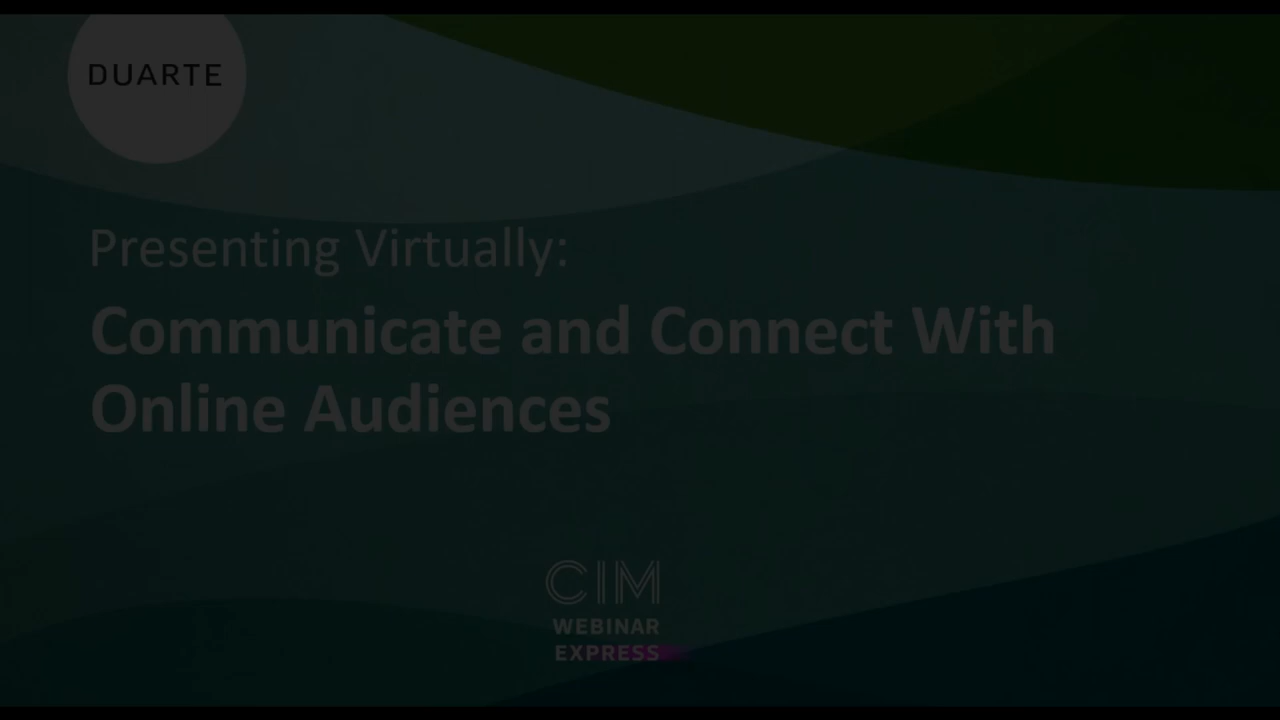 DUARTE
Presenting Virtually:
Communicate and Connect With
Online Audiences
CIM
WEBINAR
EXPRESS